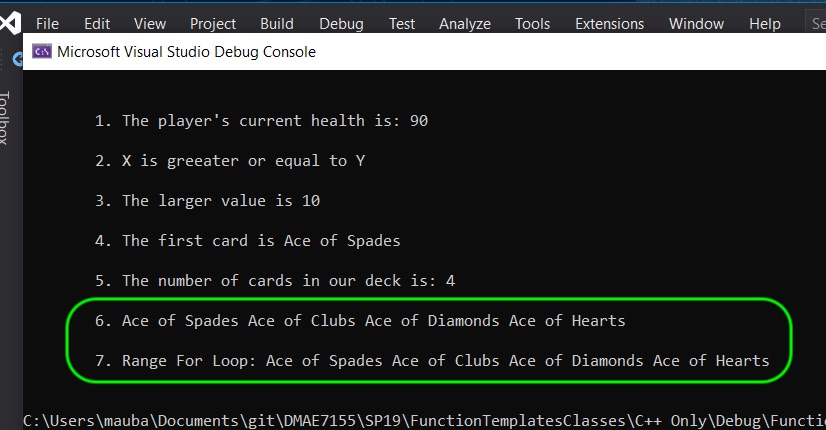 File Edit View Project Build Debug Test Analyze Tools Extensions Window Help Se
Microsoft Visual Studio Debug Console
Toolbox
1. The player's current health is: 90
2. X is greeater or equal to Y
3. The larger value is 10
4. The first card is Ace of Spades
5. The number of cards in our deck is: 4
6. Ace of Spades Ace of Clubs Ace of Diamonds Ace of Hearts
7. Range For Loop: Ace of Spades Ace of Clubs Ace of Diamonds Ace of Hearts
C:\Users\mauba\Documents\git\DMAE7155\SP19\FunctionTemplatesClasses\C++ Only\Debug\Functi